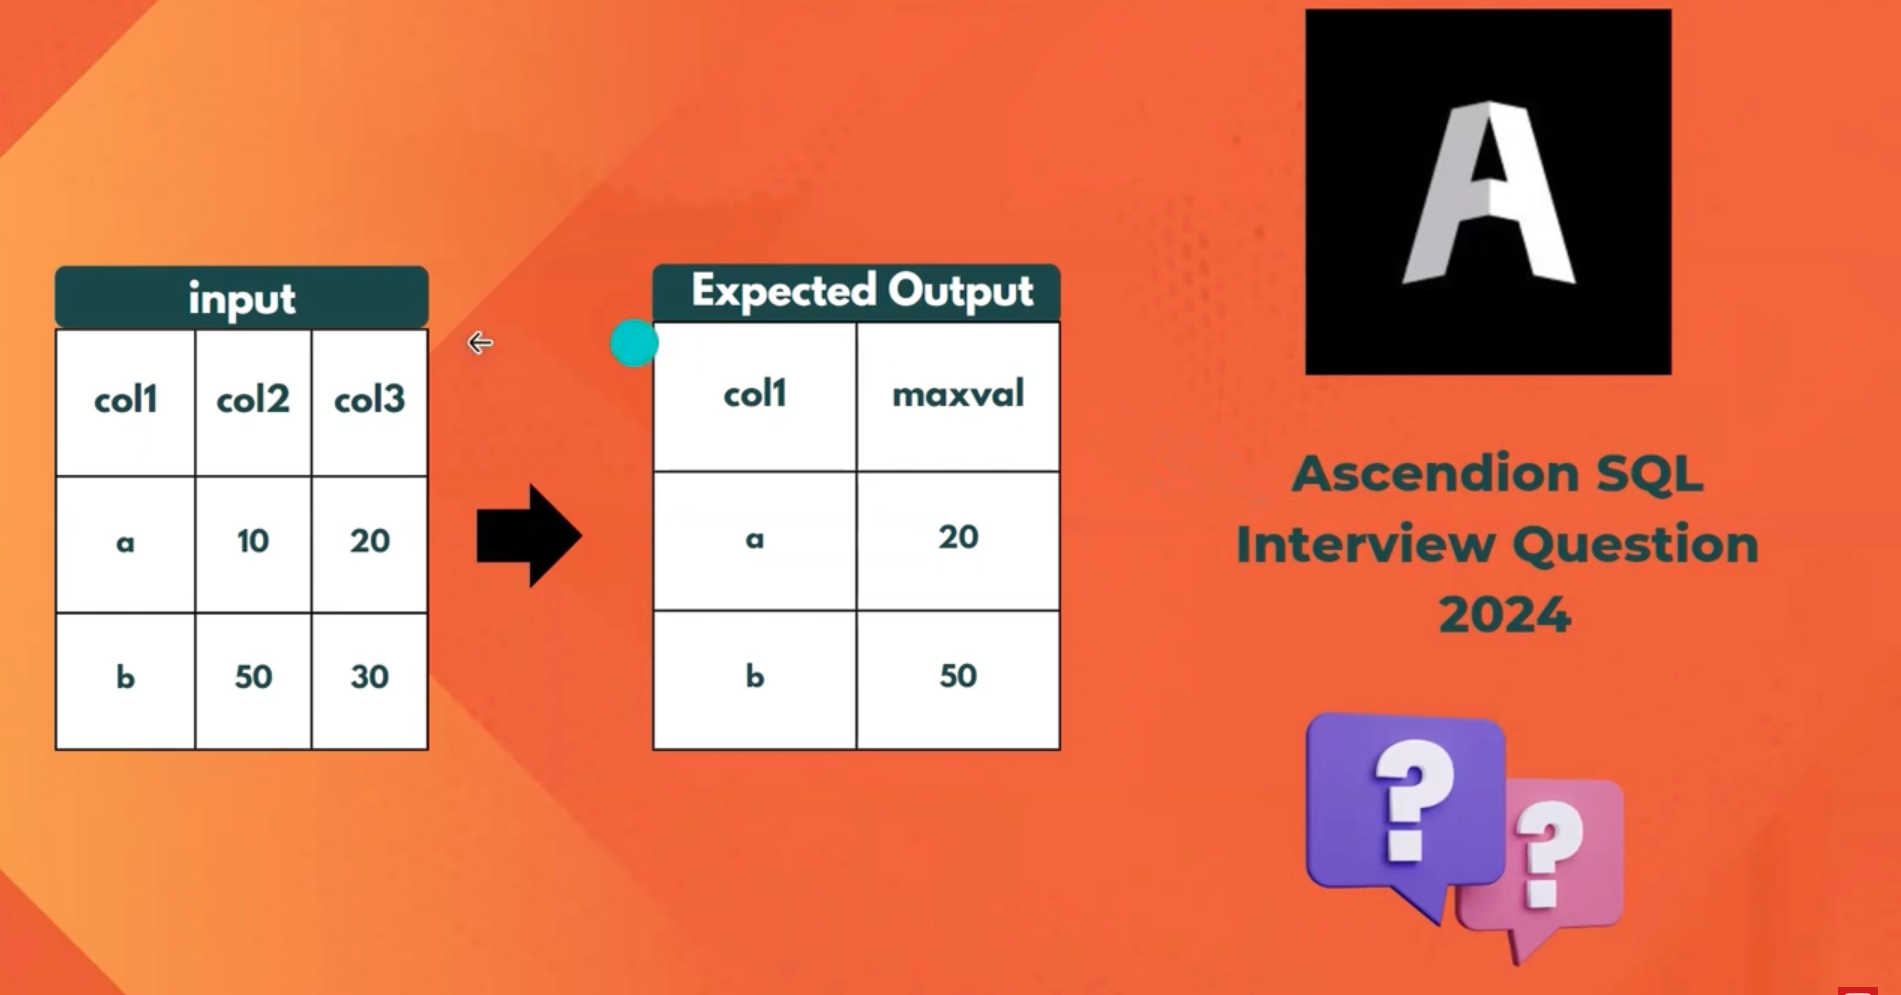 input
col1 col2 col3
a 10 20
b 50 30
Expected Output
col1 maxval
a 20
b 50
A
Ascendion SQL
Interview Question
2024
? ?